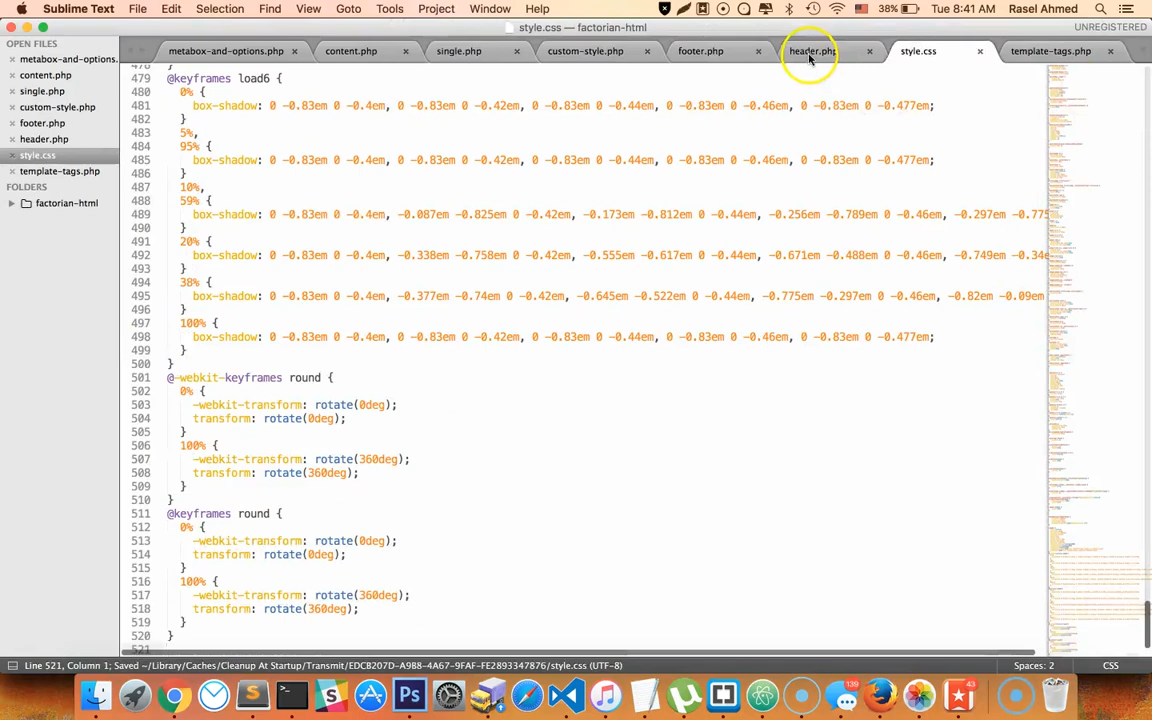 Sublime Text File Edit Selection Find View Goto Tools Project Window Help 38% Tue 8:41 AM Rasel Ahmed
style.css — factorian-html UNREGISTERED
OPEN FILES
metabox-and-options.
content.php
single.php
custom-style.php
footer.php
header.php
style.css
template-tags.php
FOLDERS
factorian-html
metabox-and-options.php content.php single.php custom-style.php footer.php header.php style.css template-tags.php
478 }
479 @keyframes load6 {
480 0% {
481 box-shadow: 0 -0.83em 0 -0.4em, 0 -0.83em 0 -0.42em, 0 -0.83em 0 -0.44em, 0 -0.83em 0 -0.46em, 0 -0.83em 0 -0.477em;
482 }
483 5%,
484 95% {
485 box-shadow: 0 -0.83em 0 -0.4em, 0 -0.83em 0 -0.42em, 0 -0.83em 0 -0.44em, 0 -0.83em 0 -0.46em, 0 -0.83em 0 -0.477em;
486 }
487 10%,
488 59% {
489 box-shadow: 0 -0.83em 0 -0.4em, -0.087em -0.825em 0 -0.42em, -0.173em -0.812em 0 -0.44em, -0.256em -0.789em 0 -0.46em, -0.297em -0.775
490 }
491 20% {
492 box-shadow: 0 -0.83em 0 -0.4em, -0.338em -0.758em 0 -0.42em, -0.555em -0.617em 0 -0.44em, -0.671em -0.488em 0 -0.46em, -0.749em -0.34e
493 }
494 38% {
495 box-shadow: 0 -0.83em 0 -0.4em, -0.377em -0.74em 0 -0.42em, -0.645em -0.522em 0 -0.44em, -0.775em -0.297em 0 -0.46em, -0.82em -0.09em
496 }
497 100% {
498 box-shadow: 0 -0.83em 0 -0.4em, 0 -0.83em 0 -0.42em, 0 -0.83em 0 -0.44em, 0 -0.83em 0 -0.46em, 0 -0.83em 0 -0.477em;
499 }
500 }
501 @-webkit-keyframes round {
502 0% {
503 -webkit-transform: rotate(0deg);
504 transform: rotate(0deg);
505 }
506 100% {
507 -webkit-transform: rotate(360deg);
508 transform: rotate(360deg);
509 }
510 }
511 @keyframes round {
512 0% {
513 -webkit-transform: rotate(0deg);
514 transform: rotate(0deg);
515 }
516 100% {
517 -webkit-transform: rotate(360deg);
518 transform: rotate(360deg);
519 }
520 }
521
Line 521, Column 1; Saved ~/Library/Caches/Cleanup At Startup/Transmit/EDCB207D-A9B8-4A67-9FAF-FE2893347876/style.css (UTF-8) Spaces: 2 CSS
Ps 139 43